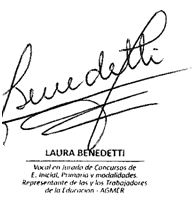 Benedetti
LAURA BENEDETTI
Vocal en Jurado de Concursos de
E. Inicial, Primaria y modalidades.
Representante de las y los Trabajadores
de la Educación - AGMER